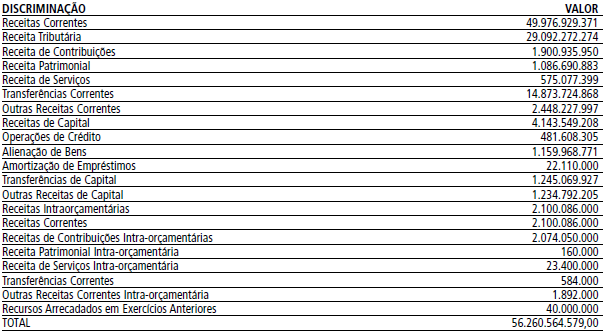 DISCRIMINAÇÃO VALOR
Receitas Correntes 49.976.929.371
Receita Tributária 29.092.272.274
Receita de Contribuições 1.900.935.950
Receita Patrimonial 1.086.690.883
Receita de Serviços 575.077.399
Transferências Correntes 14.873.724.868
Outras Receitas Correntes 2.448.227.997
Receitas de Capital 4.143.549.208
Operações de Crédito 481.608.305
Alienação de Bens 1.159.968.771
Amortização de Empréstimos 22.110.000
Transferências de Capital 1.245.069.927
Outras Receitas de Capital 1.234.792.205
Receitas Intraorçamentárias 2.100.086.000
Receitas Correntes 2.100.086.000
Receitas de Contribuições Intra-orçamentárias 2.074.050.000
Receita Patrimonial Intra-orçamentária 160.000
Receita de Serviços Intra-orçamentária 23.400.000
Transferências Correntes 584.000
Outras Receitas Correntes Intra-orçamentária 1.892.000
Recursos Arrecadados em Exercícios Anteriores 40.000.000
TOTAL 56.260.564.579,00